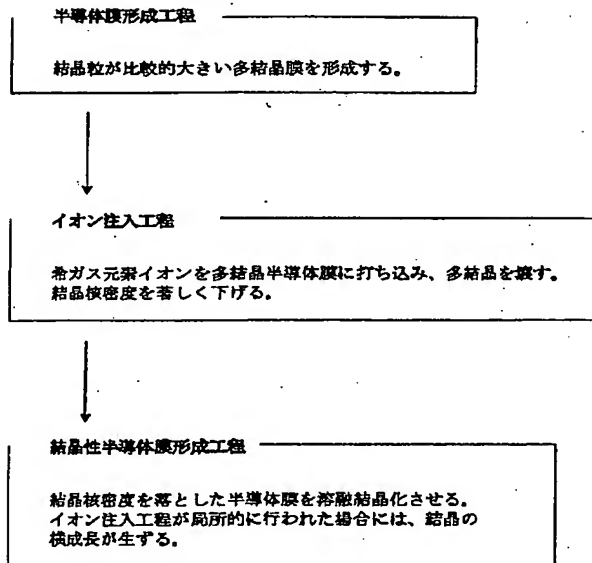 半導体膜形成工程
結晶粒が比較的大きい多結晶膜を形成する。
イオン注入工程
希ガス元素イオンを多結晶半導体膜に打ち込み、多結晶を壊す。
結晶核密度を著しく下げる。
結晶性半導体膜形成工程
結晶核密度を落とした半導体膜を溶融結晶化させる。
イオン注入工程が局所的に行われた場合には、結晶の
横成長が生ずる。